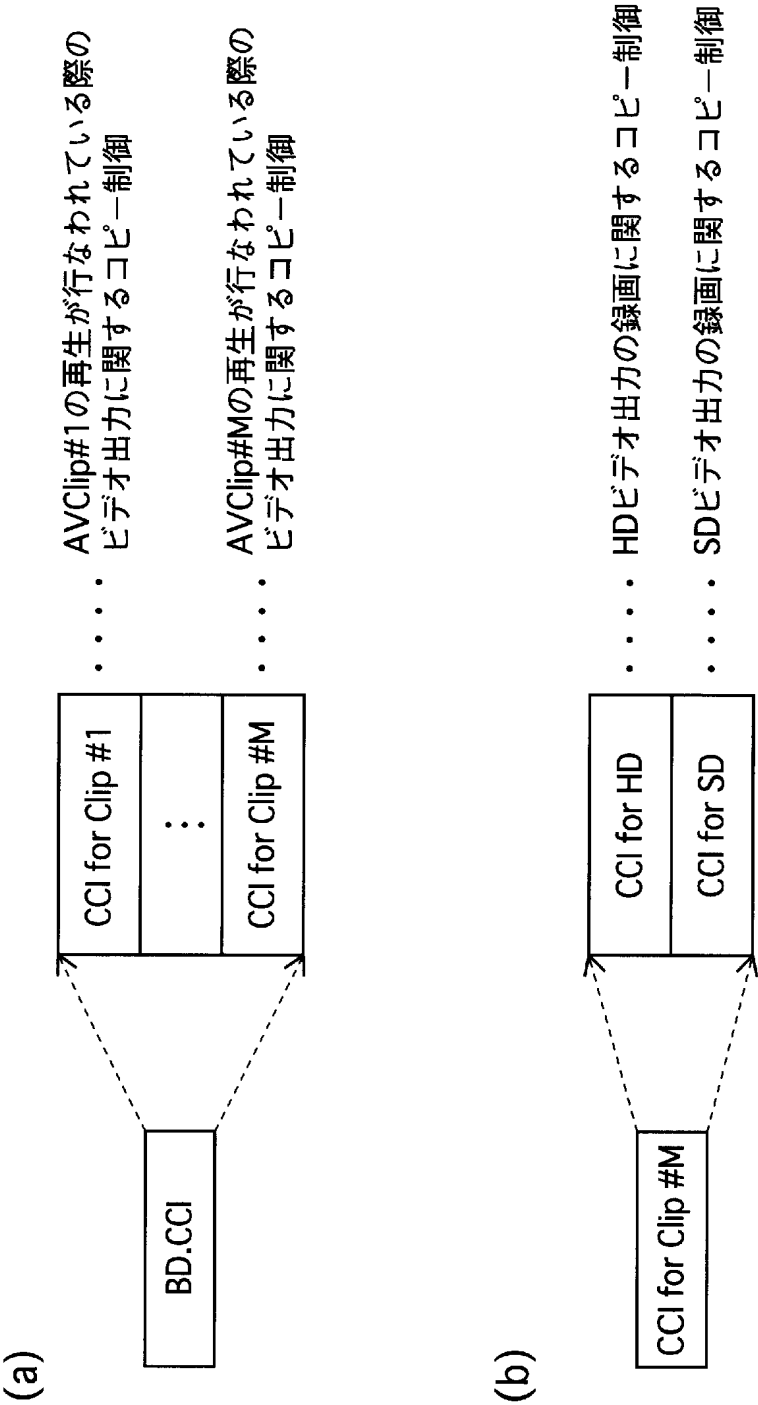 (a)
BD.CCI
CCI for Clip #1
⋮
CCI for Clip #M
・・・・ AVClip#1の再生が行なわれている際の
ビデオ出力に関するコピー制御
・・・・ AVClip#Mの再生が行なわれている際の
ビデオ出力に関するコピー制御
(b)
CCI for Clip #M
CCI for HD
CCI for SD
・・・・ HDビデオ出力の録画に関するコピー制御
・・・・ SDビデオ出力の録画に関するコピー制御